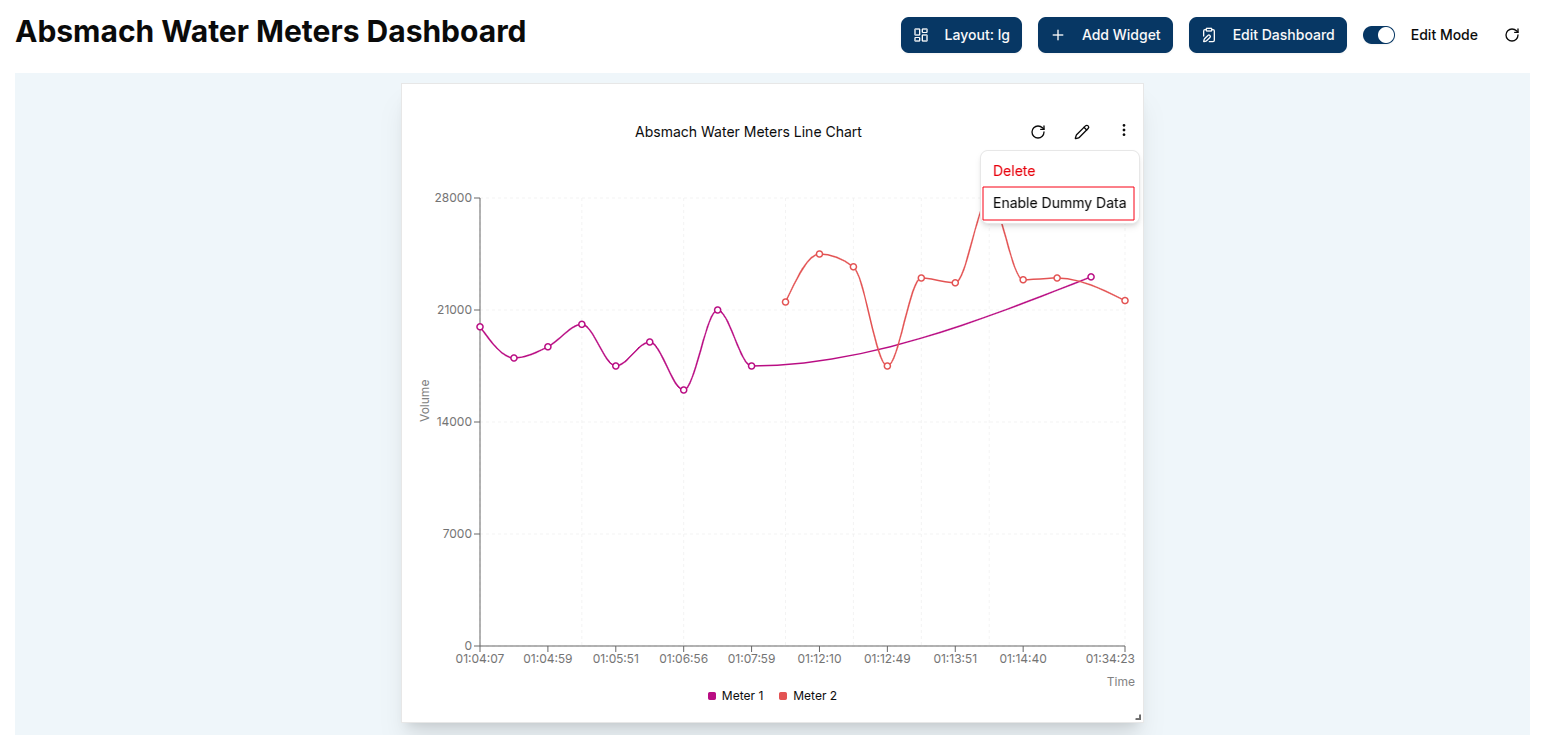 Absmach Water Meters Dashboard
Layout: lg
Add Widget
Edit Dashboard
Edit Mode
Absmach Water Meters Line Chart
Delete
Enable Dummy Data
28000
21000
14000
7000
0
Volume
01:04:07 01:04:59 01:05:51 01:06:56 01:07:59 01:12:10 01:12:49 01:13:51 01:14:40 01:34:23
Time
Meter 1 Meter 2